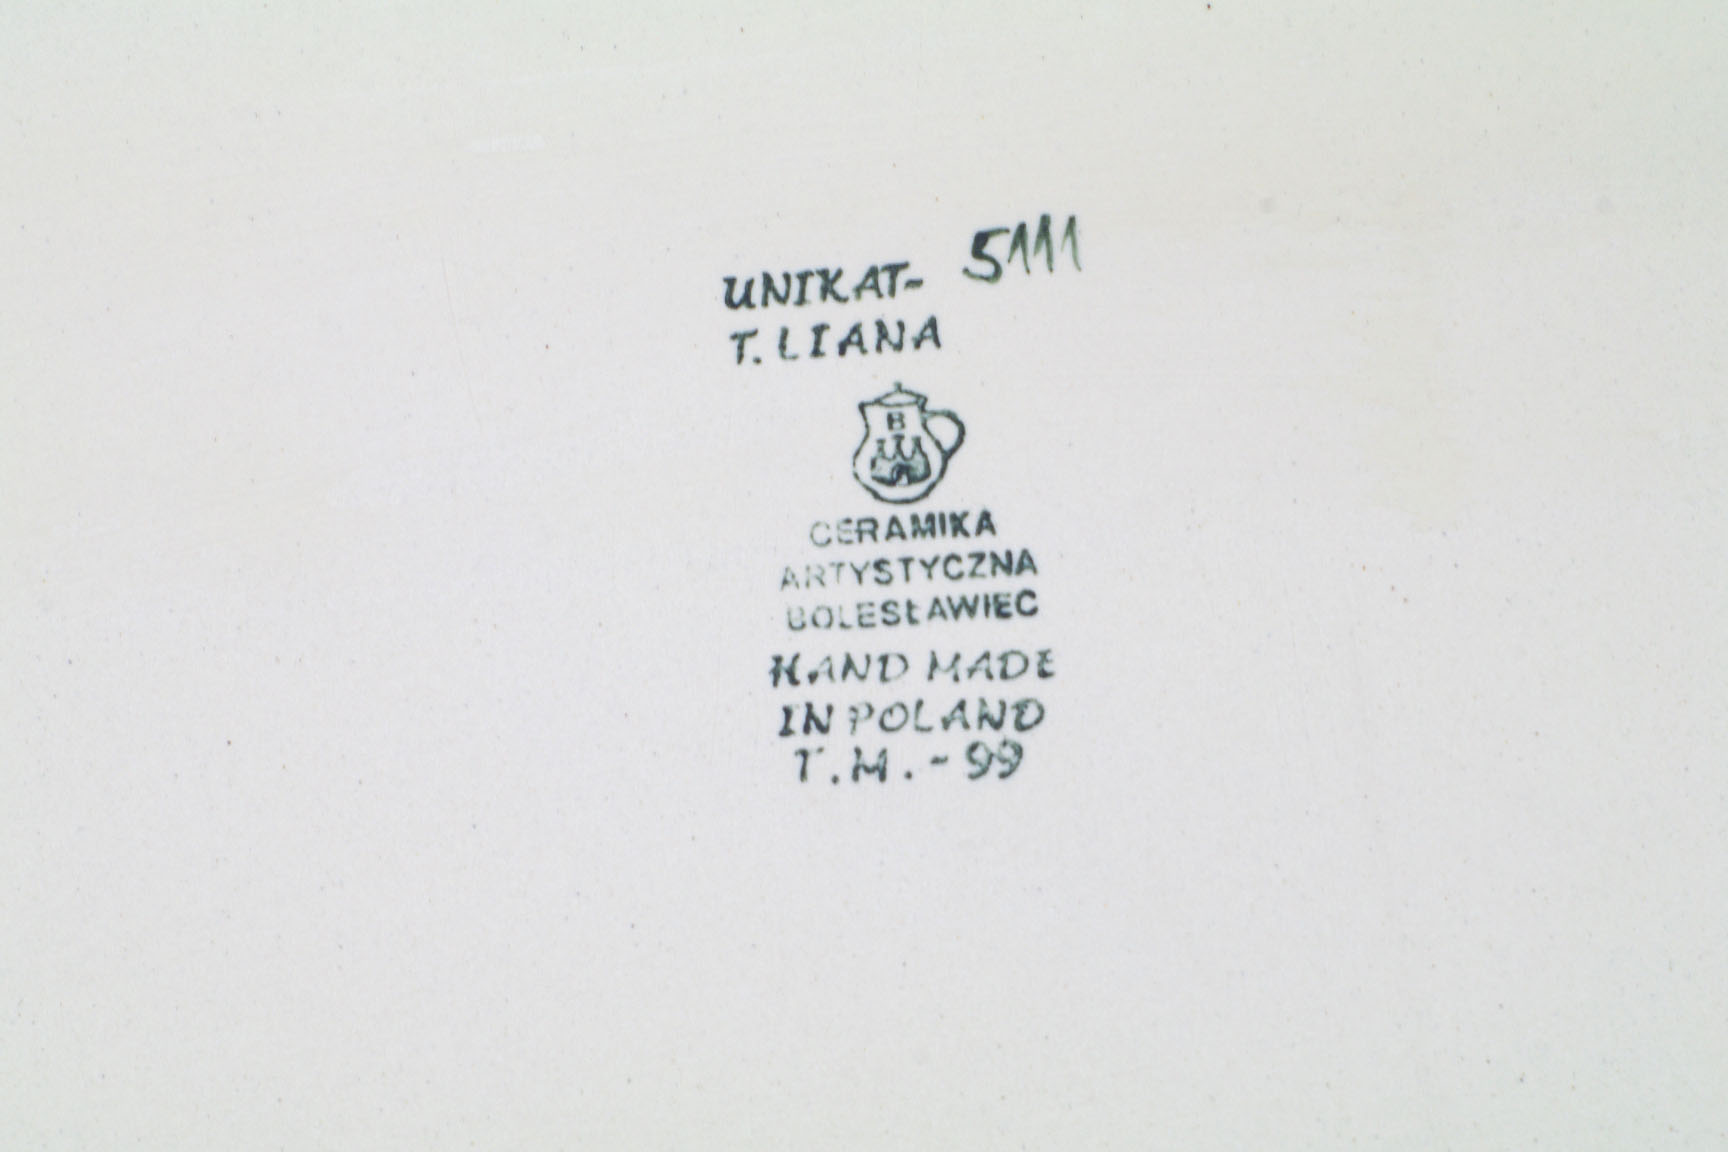 UNIKAT- 5111
T. LIANA
B
CERAMIKA
ARTYSTYCZNA
BOLESŁAWIEC
HAND MADE
IN POLAND
T.M.-99